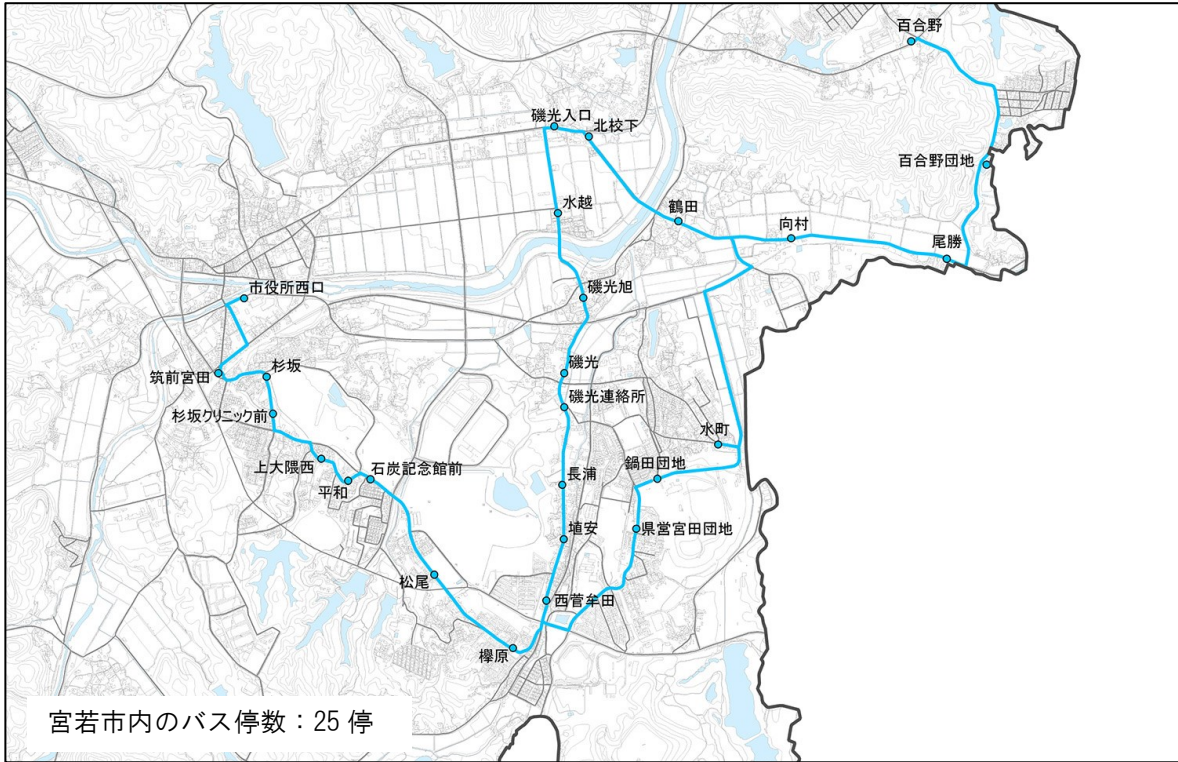 百合野
磯光入口
北校下
百合野団地
水越
鶴田
向村
尾勝
市役所西口
磯光旭
筑前宮田
杉坂
磯光
杉坂クリニック前
磯光連絡所
水町
上大隈西
石炭記念館前
鍋田団地
平和
長浦
埴安
県営宮田団地
松尾
西菅牟田
欅原
宮若市内のバス停数：25 停